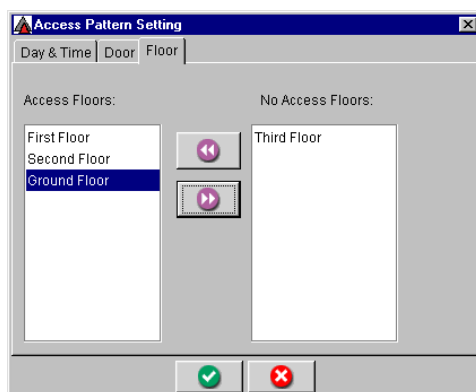 Access Pattern Setting
Day & Time Door Floor
Access Floors: No Access Floors:
First Floor Third Floor
Second Floor
Ground Floor